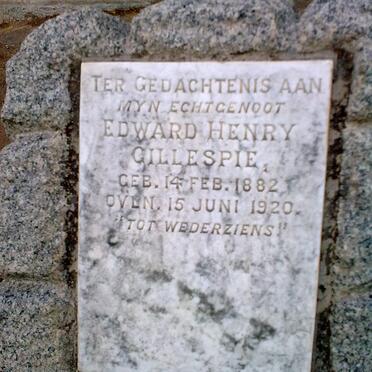 TER GEDACHTENIS AAN
MYN ECHTGENOOT
EDWARD HENRY
GILLESPIE,
GEB. 14 FEB. 1882
OVLN. 15 JUNI 1920.
"TOT WEDERZIENS!"